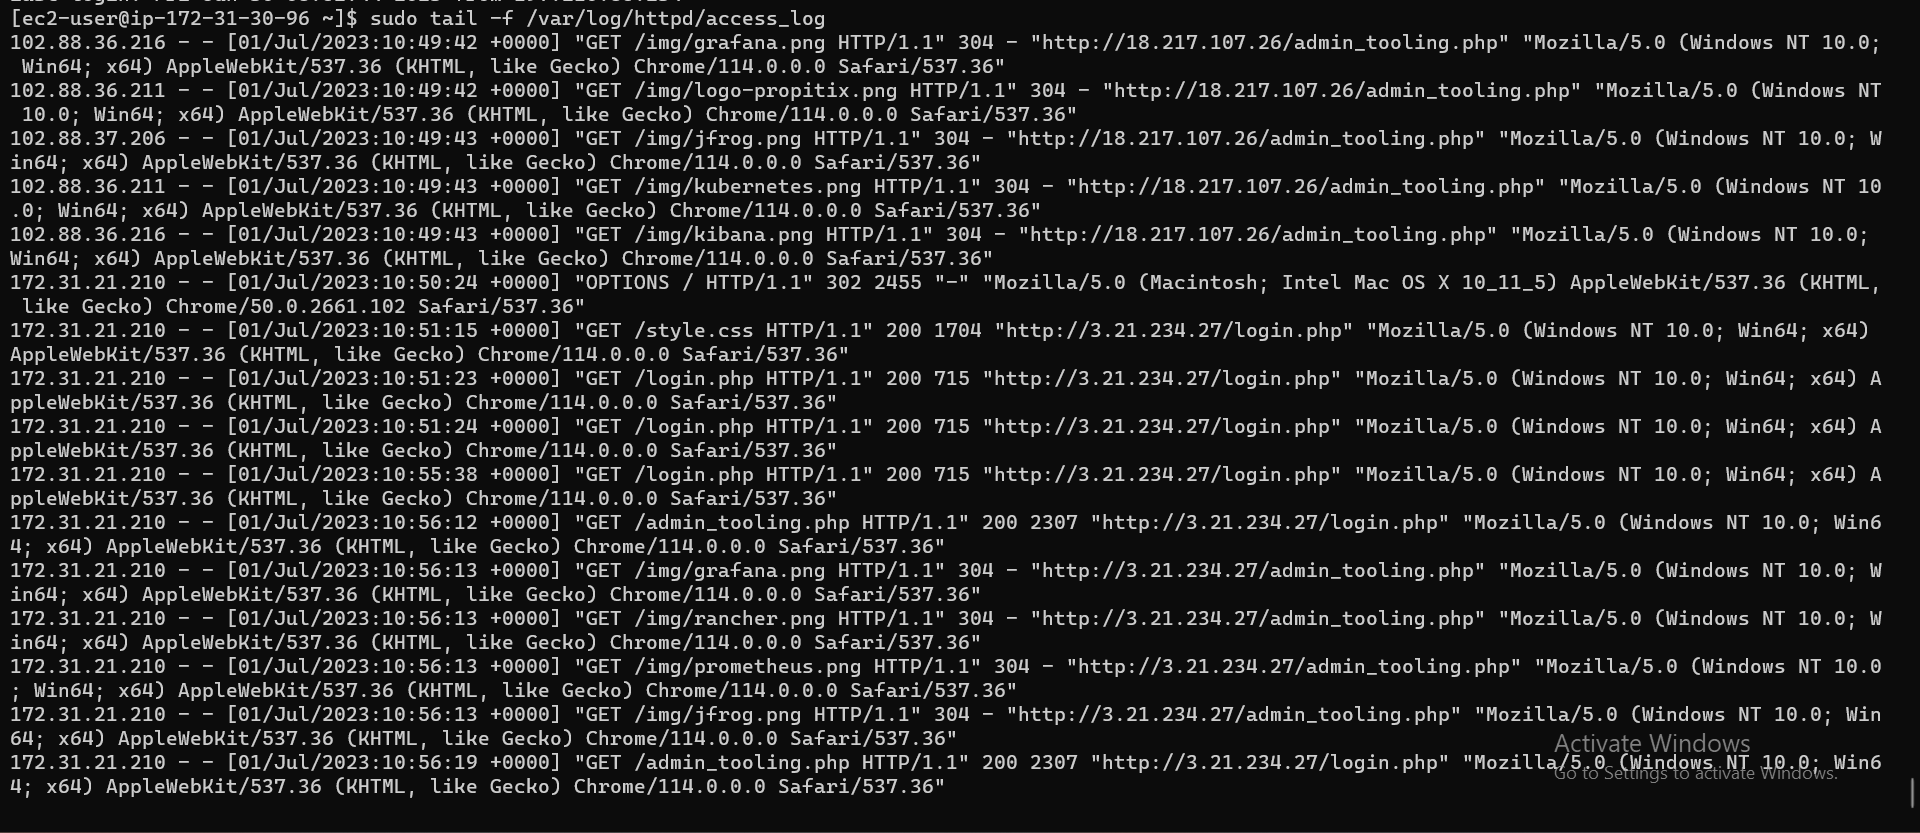 [ec2-user@ip-172-31-30-96 ~]$ sudo tail -f /var/log/httpd/access_log
102.88.36.216 - - [01/Jul/2023:10:49:42 +0000] "GET /img/grafana.png HTTP/1.1" 304 - "http://18.217.107.26/admin_tooling.php" "Mozilla/5.0 (Windows NT 10.0;
 Win64; x64) AppleWebKit/537.36 (KHTML, like Gecko) Chrome/114.0.0.0 Safari/537.36"
102.88.36.211 - - [01/Jul/2023:10:49:42 +0000] "GET /img/logo-propitix.png HTTP/1.1" 304 - "http://18.217.107.26/admin_tooling.php" "Mozilla/5.0 (Windows NT
 10.0; Win64; x64) AppleWebKit/537.36 (KHTML, like Gecko) Chrome/114.0.0.0 Safari/537.36"
102.88.37.206 - - [01/Jul/2023:10:49:43 +0000] "GET /img/jfrog.png HTTP/1.1" 304 - "http://18.217.107.26/admin_tooling.php" "Mozilla/5.0 (Windows NT 10.0; W
in64; x64) AppleWebKit/537.36 (KHTML, like Gecko) Chrome/114.0.0.0 Safari/537.36"
102.88.36.211 - - [01/Jul/2023:10:49:43 +0000] "GET /img/kubernetes.png HTTP/1.1" 304 - "http://18.217.107.26/admin_tooling.php" "Mozilla/5.0 (Windows NT 10
.0; Win64; x64) AppleWebKit/537.36 (KHTML, like Gecko) Chrome/114.0.0.0 Safari/537.36"
102.88.36.216 - - [01/Jul/2023:10:49:43 +0000] "GET /img/kibana.png HTTP/1.1" 304 - "http://18.217.107.26/admin_tooling.php" "Mozilla/5.0 (Windows NT 10.0;
Win64; x64) AppleWebKit/537.36 (KHTML, like Gecko) Chrome/114.0.0.0 Safari/537.36"
172.31.21.210 - - [01/Jul/2023:10:50:24 +0000] "OPTIONS / HTTP/1.1" 302 2455 "-" "Mozilla/5.0 (Macintosh; Intel Mac OS X 10_11_5) AppleWebKit/537.36 (KHTML,
 like Gecko) Chrome/50.0.2661.102 Safari/537.36"
172.31.21.210 - - [01/Jul/2023:10:51:15 +0000] "GET /style.css HTTP/1.1" 200 1704 "http://3.21.234.27/login.php" "Mozilla/5.0 (Windows NT 10.0; Win64; x64)
AppleWebKit/537.36 (KHTML, like Gecko) Chrome/114.0.0.0 Safari/537.36"
172.31.21.210 - - [01/Jul/2023:10:51:23 +0000] "GET /login.php HTTP/1.1" 200 715 "http://3.21.234.27/login.php" "Mozilla/5.0 (Windows NT 10.0; Win64; x64) A
ppleWebKit/537.36 (KHTML, like Gecko) Chrome/114.0.0.0 Safari/537.36"
172.31.21.210 - - [01/Jul/2023:10:51:24 +0000] "GET /login.php HTTP/1.1" 200 715 "http://3.21.234.27/login.php" "Mozilla/5.0 (Windows NT 10.0; Win64; x64) A
ppleWebKit/537.36 (KHTML, like Gecko) Chrome/114.0.0.0 Safari/537.36"
172.31.21.210 - - [01/Jul/2023:10:55:38 +0000] "GET /login.php HTTP/1.1" 200 715 "http://3.21.234.27/login.php" "Mozilla/5.0 (Windows NT 10.0; Win64; x64) A
ppleWebKit/537.36 (KHTML, like Gecko) Chrome/114.0.0.0 Safari/537.36"
172.31.21.210 - - [01/Jul/2023:10:56:12 +0000] "GET /admin_tooling.php HTTP/1.1" 200 2307 "http://3.21.234.27/login.php" "Mozilla/5.0 (Windows NT 10.0; Win6
4; x64) AppleWebKit/537.36 (KHTML, like Gecko) Chrome/114.0.0.0 Safari/537.36"
172.31.21.210 - - [01/Jul/2023:10:56:13 +0000] "GET /img/grafana.png HTTP/1.1" 304 - "http://3.21.234.27/admin_tooling.php" "Mozilla/5.0 (Windows NT 10.0; W
in64; x64) AppleWebKit/537.36 (KHTML, like Gecko) Chrome/114.0.0.0 Safari/537.36"
172.31.21.210 - - [01/Jul/2023:10:56:13 +0000] "GET /img/rancher.png HTTP/1.1" 304 - "http://3.21.234.27/admin_tooling.php" "Mozilla/5.0 (Windows NT 10.0; W
in64; x64) AppleWebKit/537.36 (KHTML, like Gecko) Chrome/114.0.0.0 Safari/537.36"
172.31.21.210 - - [01/Jul/2023:10:56:13 +0000] "GET /img/prometheus.png HTTP/1.1" 304 - "http://3.21.234.27/admin_tooling.php" "Mozilla/5.0 (Windows NT 10.0
; Win64; x64) AppleWebKit/537.36 (KHTML, like Gecko) Chrome/114.0.0.0 Safari/537.36"
172.31.21.210 - - [01/Jul/2023:10:56:13 +0000] "GET /img/jfrog.png HTTP/1.1" 304 - "http://3.21.234.27/admin_tooling.php" "Mozilla/5.0 (Windows NT 10.0; Win
64; x64) AppleWebKit/537.36 (KHTML, like Gecko) Chrome/114.0.0.0 Safari/537.36"
172.31.21.210 - - [01/Jul/2023:10:56:19 +0000] "GET /admin_tooling.php HTTP/1.1" 200 2307 "http://3.21.234.27/login.php" "Mozilla/5.0 (Windows NT 10.0; Win6
4; x64) AppleWebKit/537.36 (KHTML, like Gecko) Chrome/114.0.0.0 Safari/537.36"
Activate Windows
Go to Settings to activate Windows.